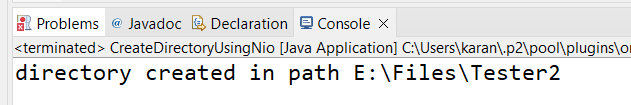 Problems @ Javadoc Declaration Console
<terminated> CreateDirectoryUsingNio [Java Application] C:\Users\karan\.p2\pool\plugins\or
directory created in path E:\Files\Tester2